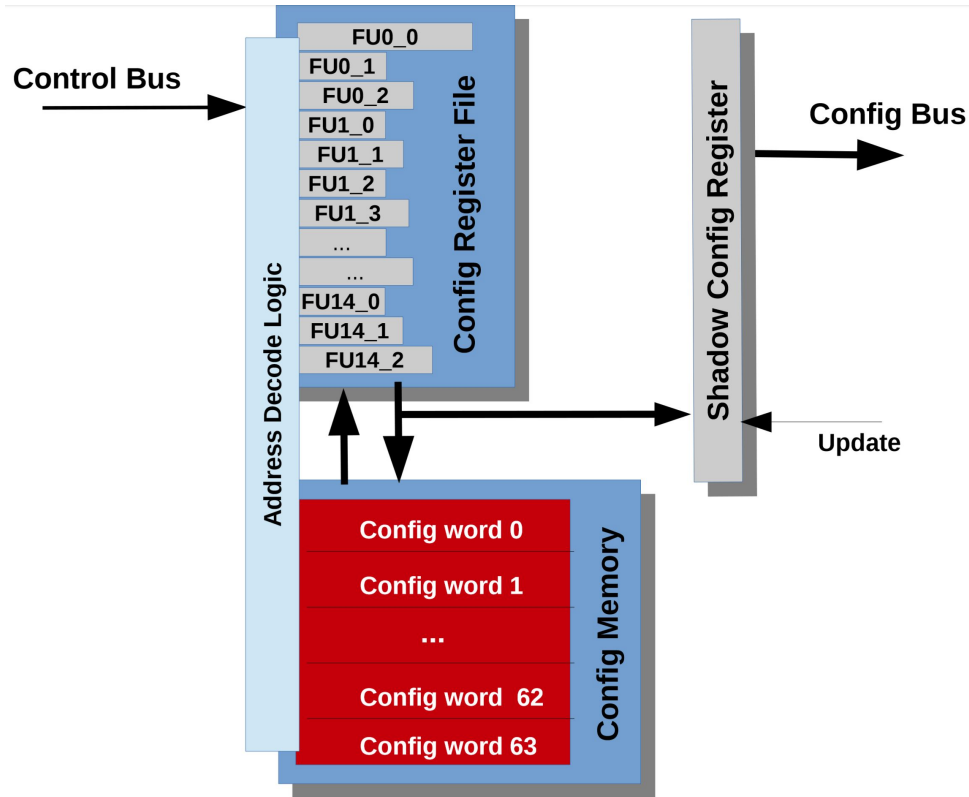 Control Bus
FU0_0
FU0_1
FU0_2
FU1_0
FU1_1
FU1_2
FU1_3
...
...
FU14_0
FU14_1
FU14_2
Config Register File
Address Decode Logic
Shadow Config Register
Config Bus
Update
Config word 0
Config word 1
...
Config word 62
Config word 63
Config Memory